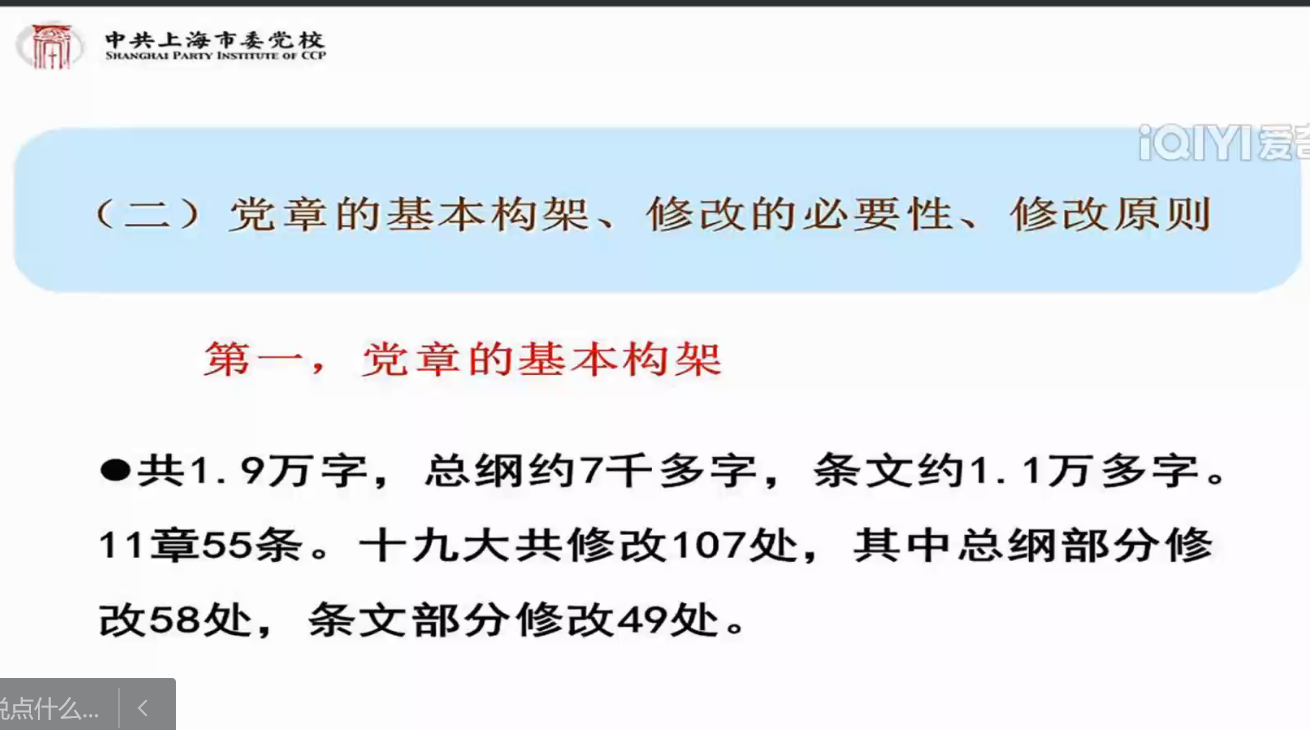 中共上海市委党校
SHANGHAI PARTY INSTITUTE OF CCP
iQIYI 爱奇
（二）党章的基本构架、修改的必要性、修改原则
第一，党章的基本构架
●共1.9万字，总纲约7千多字，条文约1.1万多字。
11章55条。十九大共修改107处，其中总纲部分修
改58处，条文部分修改49处。
说点什么...